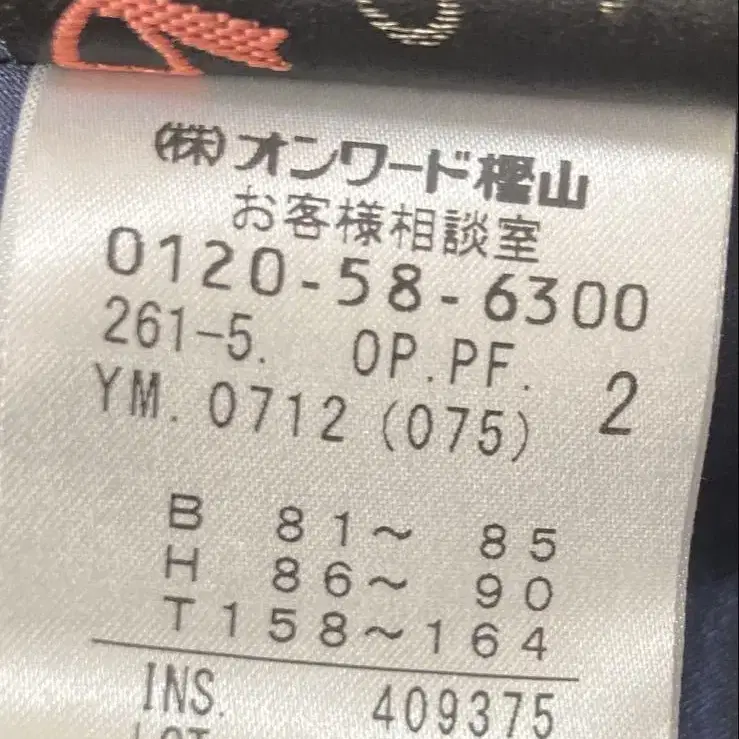 ㈱オンワード樫山
お客様相談室
0120-58-6300
261-5. OP.PF. 2
YM. 0712 (075)
B 81~ 85
H 86~ 90
T158~164
INS. 409375